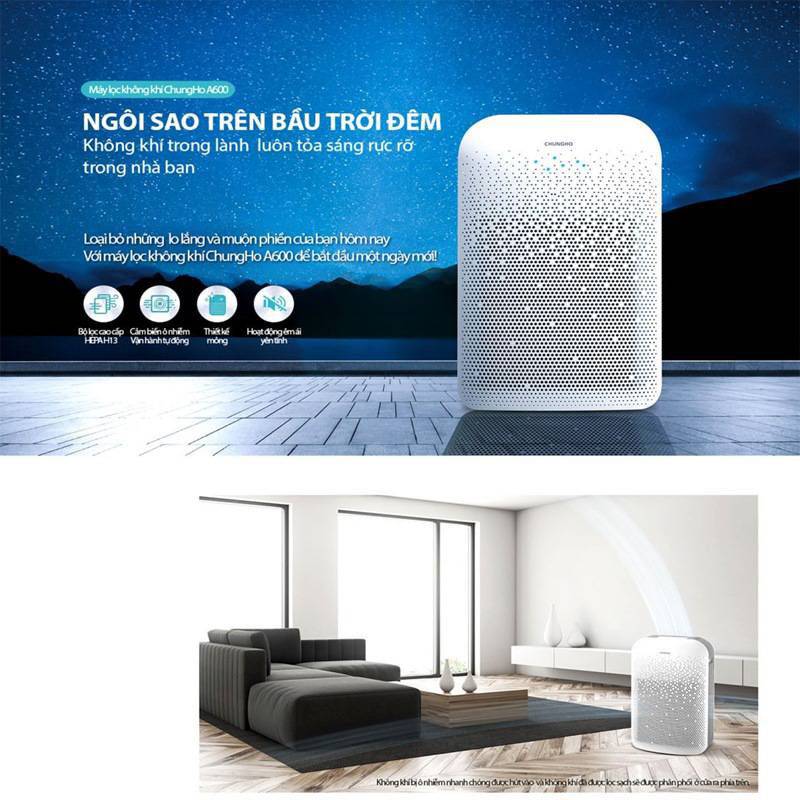 Máy lọc không khí ChungHo A600
NGÔI SAO TRÊN BẦU TRỜI ĐÊM
Không khí trong lành luôn tỏa sáng rực rỡ
trong nhà bạn
CHUNGHO
Loại bỏ những lo lắng và muộn phiền của bạn hôm nay
Với máy lọc không khí ChungHo A600 để bắt đầu một ngày mới!
Bộ lọc cao cấp
HEPA H13
Cảm biến ô nhiễm
Vận hành tự động
Thiết kế
mỏng
Hoạt động êm ái
yên tĩnh
Không khí bị ô nhiễm nhanh chóng được hút vào và không khí đã được lọc sạch sẽ được phân phối ở cửa ra phía trên.